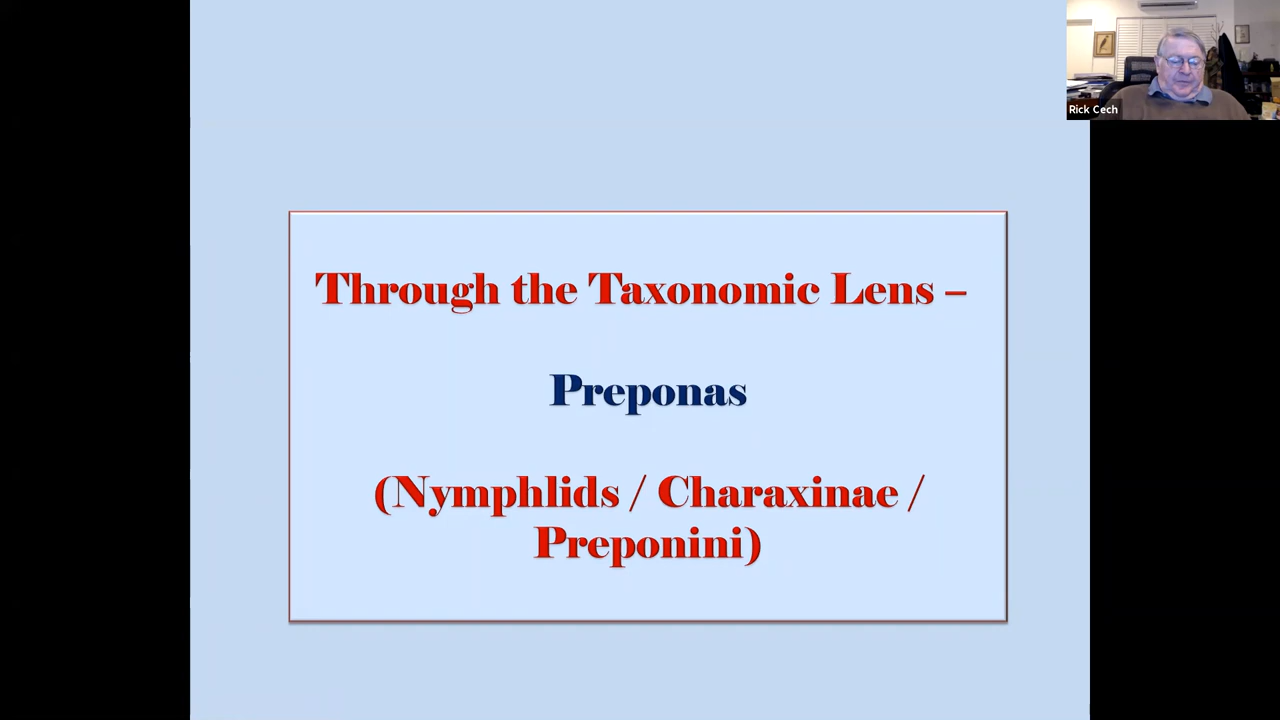 Rick Cech
Through the Taxonomic Lens –
Preponas
(Nymphlids / Charaxinae /
Preponini)